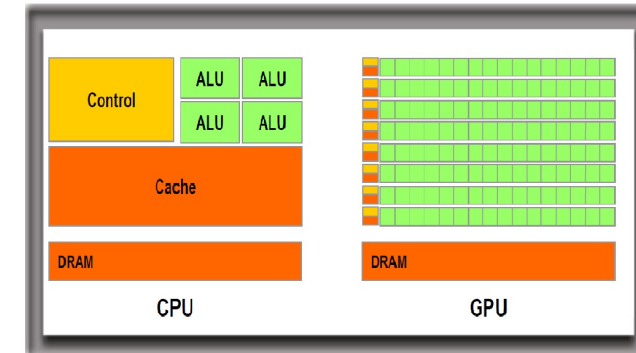 Control
ALU ALU
ALU ALU
Cache
DRAM
CPU
DRAM
GPU